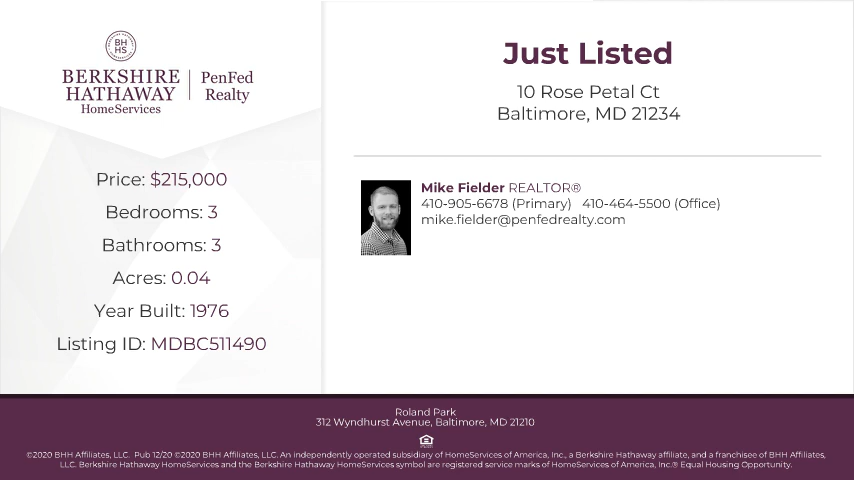 BH
HS
BERKSHIRE
HATHAWAY
HomeServices
PenFed
Realty
Price: $215,000
Bedrooms: 3
Bathrooms: 3
Acres: 0.04
Year Built: 1976
Listing ID: MDBC511490
Just Listed
10 Rose Petal Ct
Baltimore, MD 21234
Mike Fielder REALTOR®
410-905-6678 (Primary) 410-464-5500 (Office)
mike.fielder@penfedrealty.com
Roland Park
312 Wyndhurst Avenue, Baltimore, MD 21210
©2020 BHH Affiliates, LLC. Pub 12/20 ©2020 BHH Affiliates, LLC. An independently operated subsidiary of HomeServices of America, Inc., a Berkshire Hathaway affiliate, and a franchisee of BHH Affiliates,
LLC. Berkshire Hathaway HomeServices and the Berkshire Hathaway HomeServices symbol are registered service marks of HomeServices of America, Inc.® Equal Housing Opportunity.